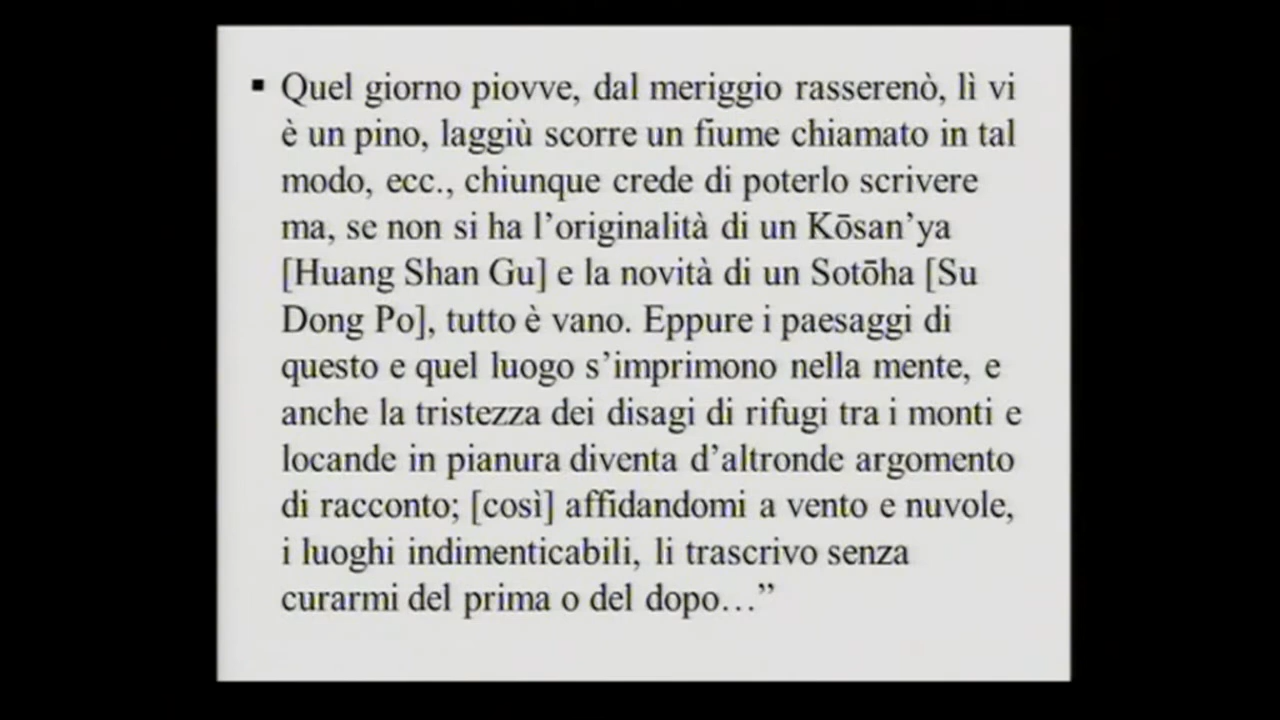 ▪ Quel giorno piovve, dal meriggio rasserenò, lì vi
è un pino, laggiù scorre un fiume chiamato in tal
modo, ecc., chiunque crede di poterlo scrivere
ma, se non si ha l’originalità di un Kōsan’ya
[Huang Shan Gu] e la novità di un Sotōha [Su
Dong Po], tutto è vano. Eppure i paesaggi di
questo e quel luogo s’imprimono nella mente, e
anche la tristezza dei disagi di rifugi tra i monti e
locande in pianura diventa d’altronde argomento
di racconto; [così] affidandomi a vento e nuvole,
i luoghi indimenticabili, li trascrivo senza
curarmi del prima o del dopo…”